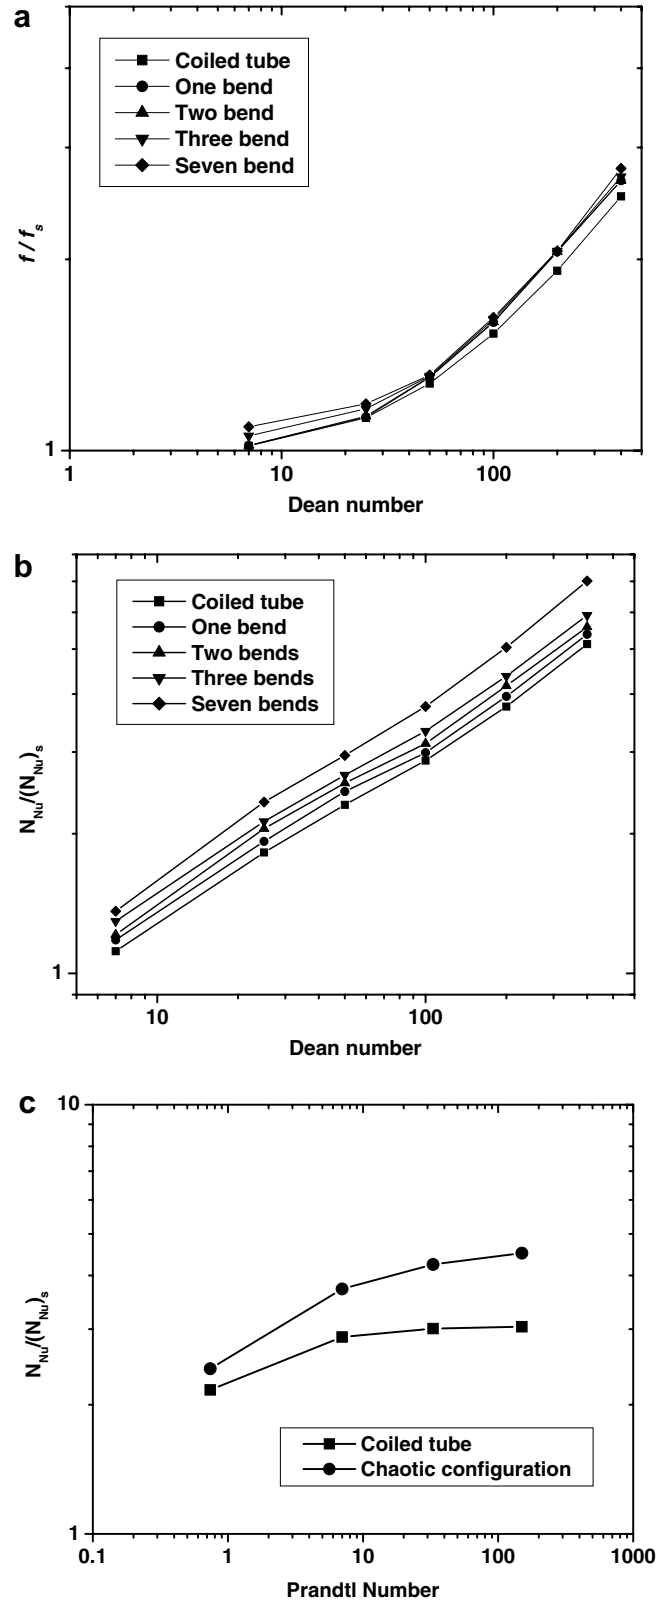 a
Coiled tube
One bend
Two bend
Three bend
Seven bend
f / fs
1
1
10
100
Dean number
b
Coiled tube
One bend
Two bends
Three bends
Seven bends
NNu/(NNu)s
1
10
100
Dean number
c
10
NNu/(NNu)s
Coiled tube
Chaotic configuration
1
0.1
1
10
100
1000
Prandtl Number